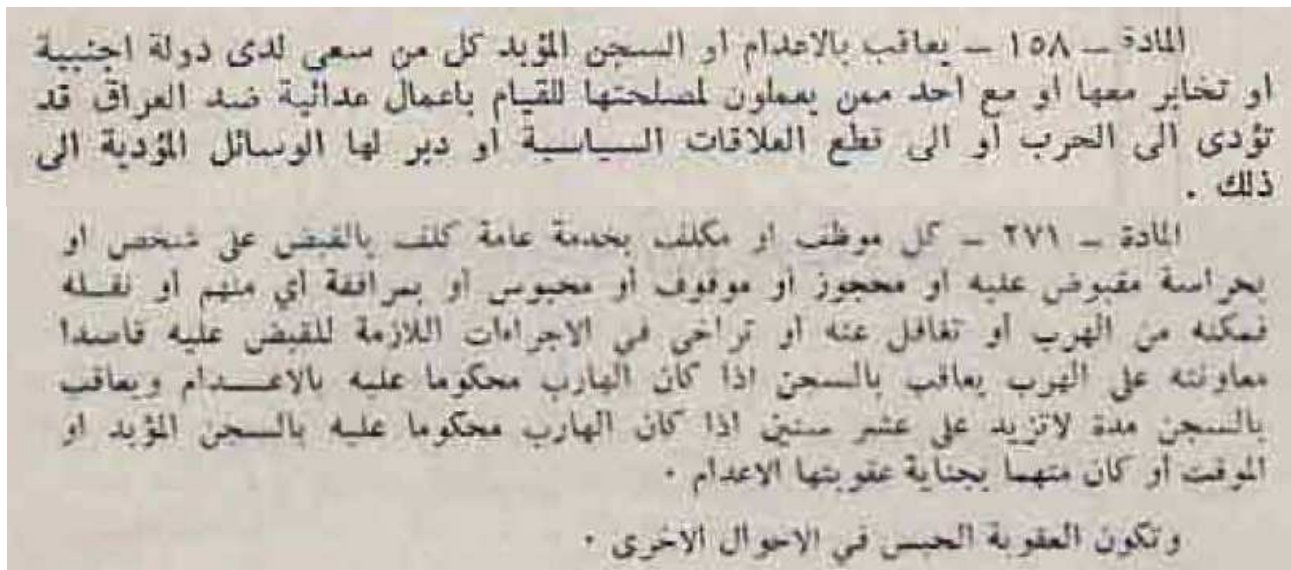 المادة ـ ١٥٨ ـ يعاقب بالاعدام او السجن المؤبد كل من سعى لدى دولة اجنبية
او تخابر معها او مع احد ممن يعملون لمصلحتها للقيام باعمال عدائية ضد العراق قد
تؤدى الى الحرب او الى قطع العلاقات السياسية او دبر لها الوسائل المؤدية الى
ذلك .
المادة ـ ٢٧١ ـ كل موظف او مكلف بخدمة عامة كلف بالقبض على شخص او
بحراسة مقبوض عليه او محجوز او موقوف أو محبوس أو بمرافقة أي منهم أو نقله
فمكنه من الهرب أو تغافل عنه او تراخى في الاجراءات اللازمة للقبض عليه قاصدا
معاونته على الهرب يعاقب بالسجن اذا كان الهارب محكوما عليه بالاعدام ويعاقب
بالسجن مدة لاتزيد على عشر سنين اذا كان الهارب محكوما عليه بالسجن المؤبد او
الموقت أو كان متهما بجناية عقوبتها الاعدام .
وتكون العقوبة الحبس في الاحوال الاخرى .